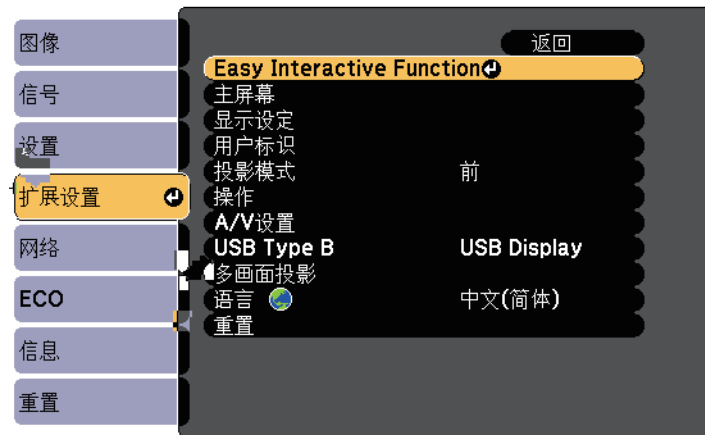 图像
信号
设置
扩展设置
网络
ECO
信息
重置
返回
Easy Interactive Function
主屏幕
显示设定
用户标识
投影模式 前
操作
A/V设置
USB Type B USB Display
多画面投影
语言 中文(简体)
重置